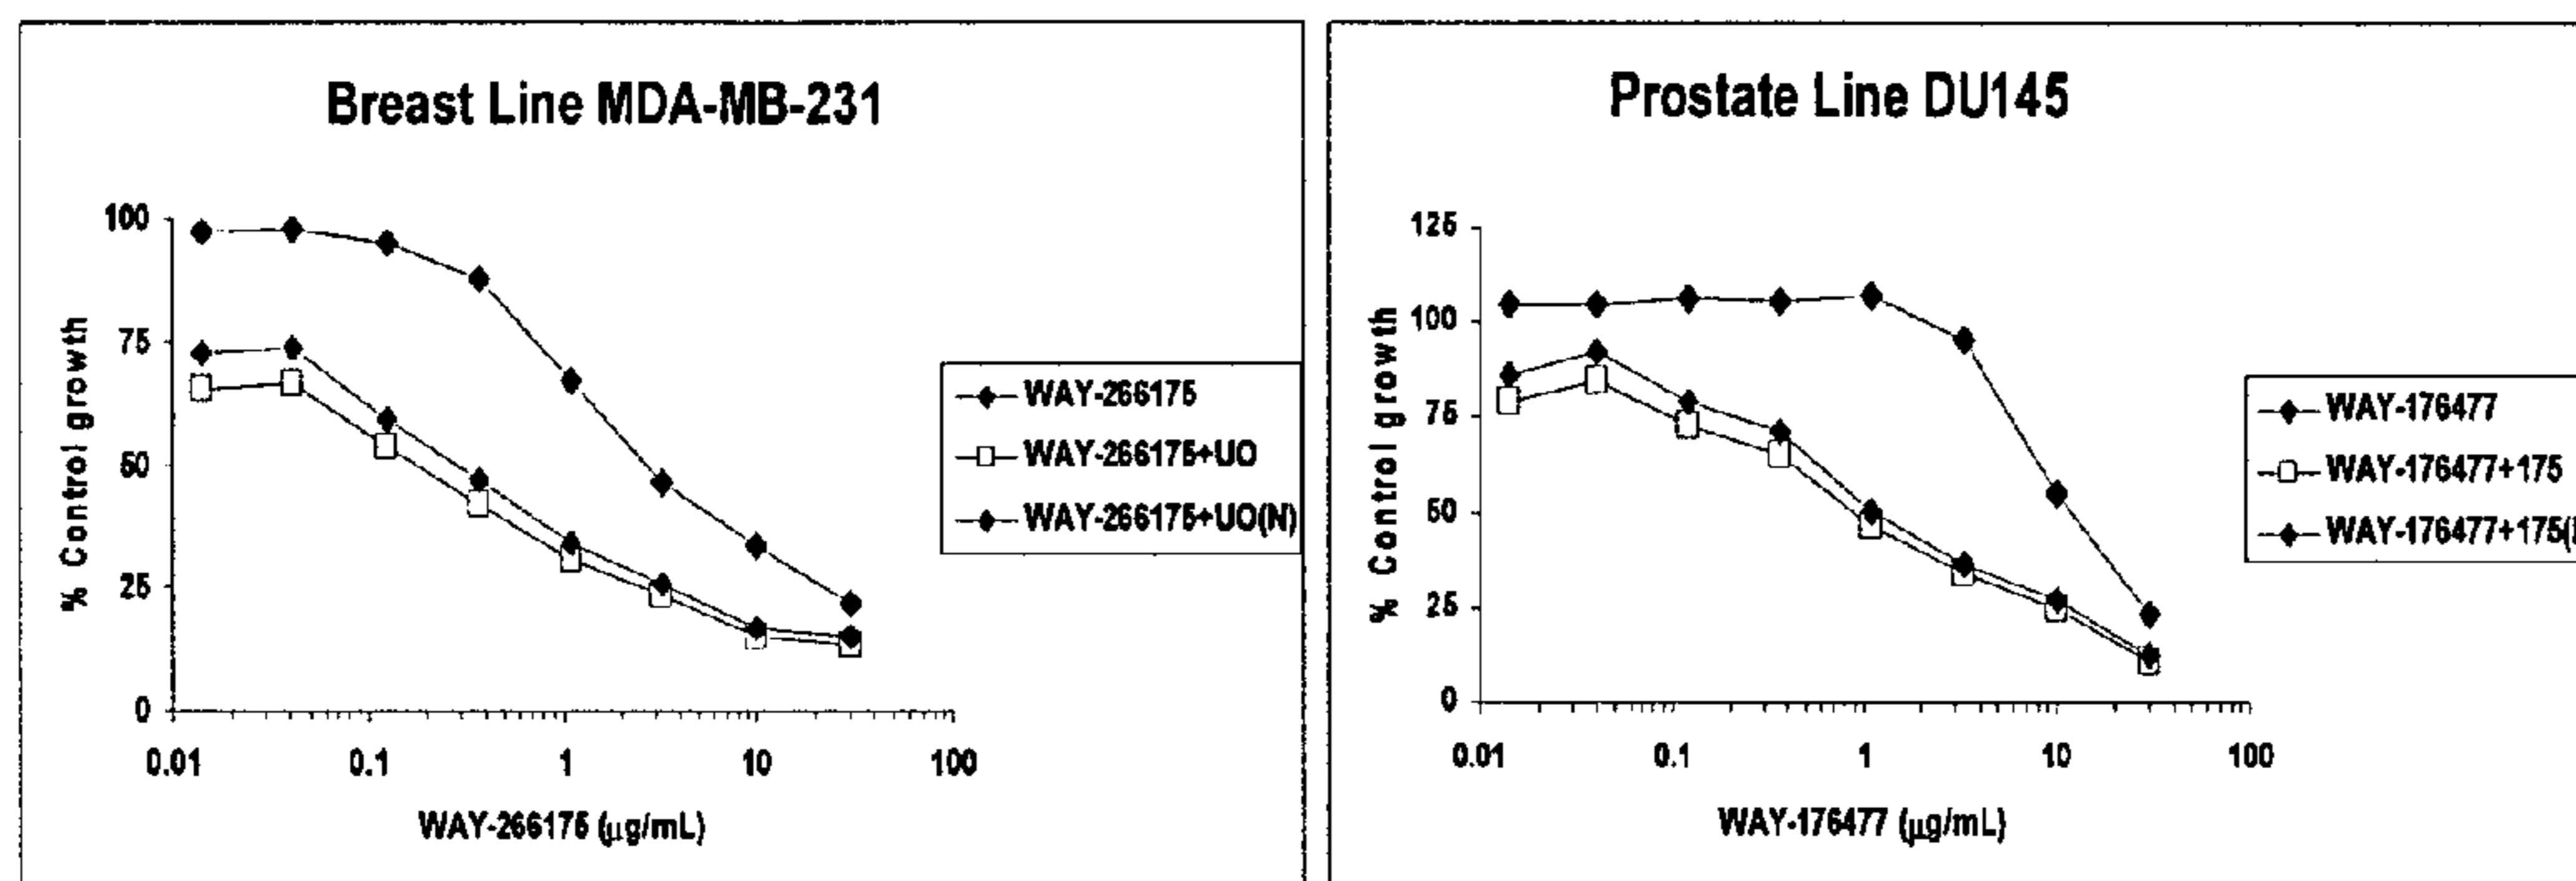 Breast Line MDA-MB-231
% Control growth
100
75
50
25
0
0.01 0.1 1 10 100
WAY-266175 (µg/mL)
WAY-266175
WAY-266175+UO
WAY-266175+UO(N)
Prostate Line DU145
% Control growth
125
100
75
50
25
0
0.01 0.1 1 10 100
WAY-176477 (µg/mL)
WAY-176477
WAY-176477+175
WAY-176477+175(